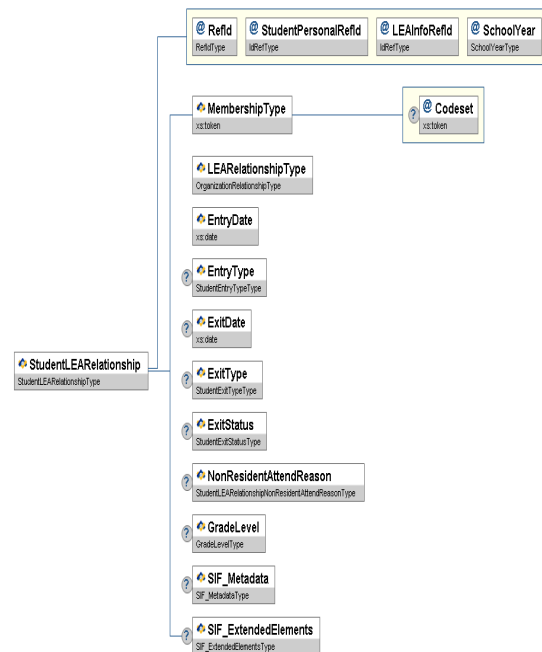 @ RefId @ StudentPersonalRefId @ LEAInfoRefId @ SchoolYear
RefIdType IdRefType IdRefType SchoolYearType
MembershipType ? @ Codeset
xs:token xs:token
LEARelationshipType
OrganizationRelationshipType
EntryDate
xs:date
? EntryType
StudentEntryTypeType
? ExitDate
xs:date
StudentLEARelationship
StudentLEARelationshipType
? ExitType
StudentExitTypeType
? ExitStatus
StudentExitStatusType
? NonResidentAttendReason
StudentLEARelationshipNonResidentAttendReasonType
? GradeLevel
GradeLevelType
? SIF_Metadata
SIF_MetadataType
? SIF_ExtendedElements
SIF_ExtendedElementsType